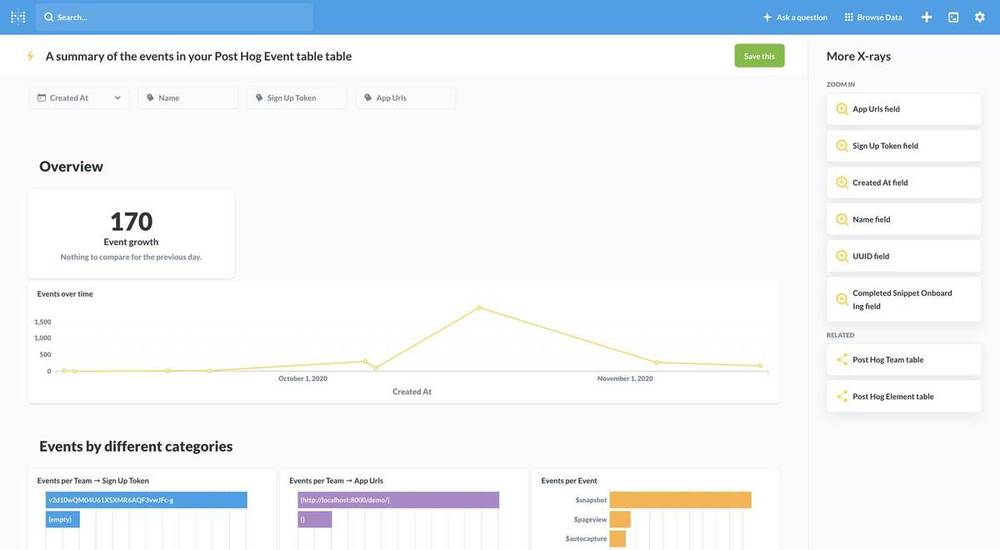 Search...
Ask a question
Browse Data
A summary of the events in your Post Hog Event table table
Save this
Created At
Name
Sign Up Token
App Urls
Overview
170
Event growth
Nothing to compare for the previous day.
Events over time
1,500
1,000
500
0
October 1, 2020
November 1, 2020
Created At
Events by different categories
Events per Team → Sign Up Token
v2d10wQM04U61XSXMR6AQF3vwJFc-g
(empty)
Events per Team → App Urls
{http://localhost:8000/demo/}
{}
Events per Event
$snapshot
$pageview
$autocapture
More X-rays
ZOOM IN
App Urls field
Sign Up Token field
Created At field
Name field
UUID field
Completed Snippet Onboard
Ing field
RELATED
Post Hog Team table
Post Hog Element table